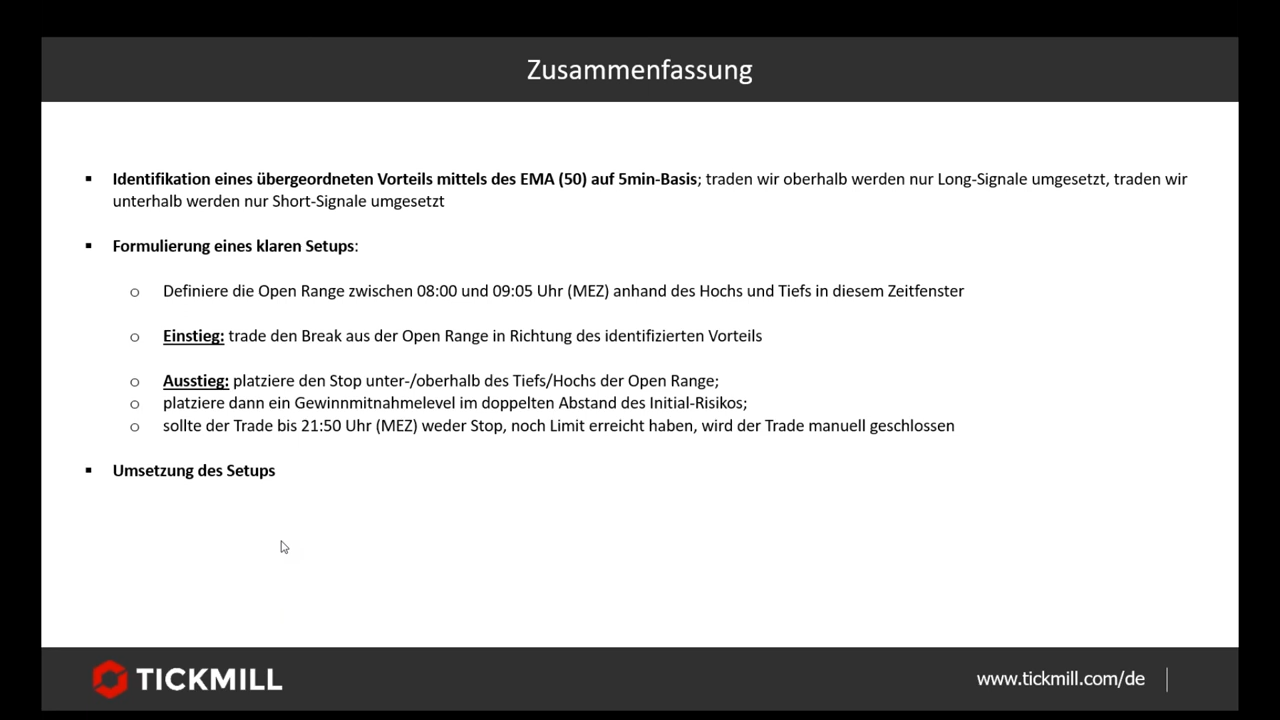 Zusammenfassung
▪ Identifikation eines übergeordneten Vorteils mittels des EMA (50) auf 5min-Basis; traden wir oberhalb werden nur Long-Signale umgesetzt, traden wir
unterhalb werden nur Short-Signale umgesetzt
▪ Formulierung eines klaren Setups:
o Definiere die Open Range zwischen 08:00 und 09:05 Uhr (MEZ) anhand des Hochs und Tiefs in diesem Zeitfenster
o Einstieg: trade den Break aus der Open Range in Richtung des identifizierten Vorteils
o Ausstieg: platziere den Stop unter-/oberhalb des Tiefs/Hochs der Open Range;
o platziere dann ein Gewinnmitnahmelevel im doppelten Abstand des Initial-Risikos;
o sollte der Trade bis 21:50 Uhr (MEZ) weder Stop, noch Limit erreicht haben, wird der Trade manuell geschlossen
▪ Umsetzung des Setups
TICKMILL
www.tickmill.com/de